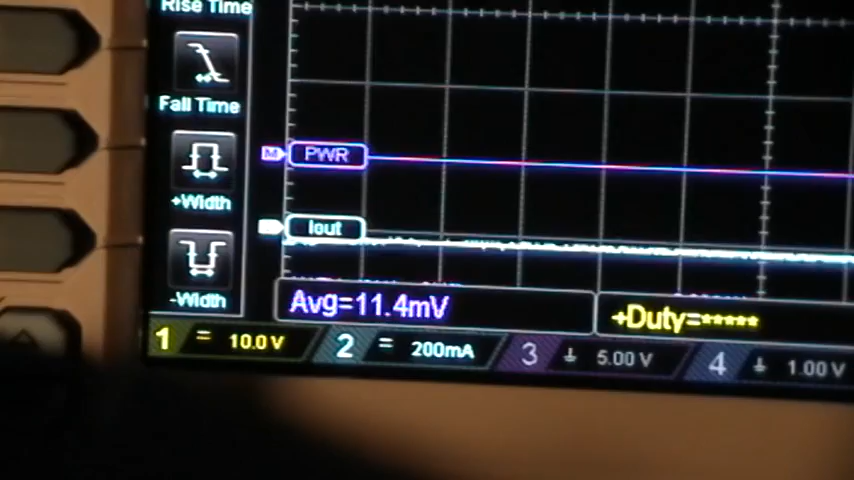 Rise Time
Fall Time
M PWR
+Width
Iout
-Width
Avg=11.4mV
+Duty=*****
1 = 10.0V 2 = 200mA 3 5.00V 4 1.00V